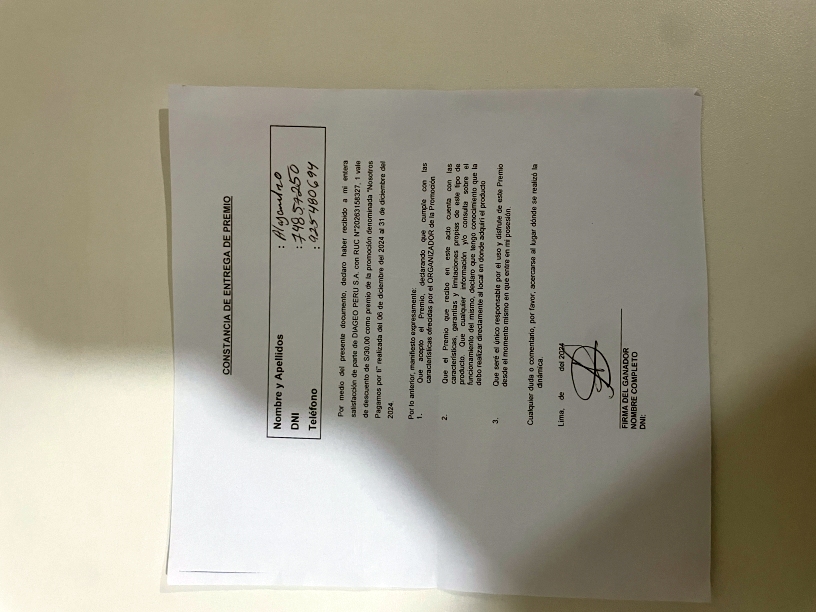 CONSTANCIA DE ENTREGA DE PREMIO
Nombre y Apellidos : Alejandro
DNI : 74857250
Teléfono : 925480694
Por medio del presente documento, declaro haber recibido a mi entera
satisfacción de parte de DIAGEO PERU S.A. con RUC N°20263158327, 1 vale
de descuento de S/30.00 como premio de la promoción denominada "Nosotros
Pagamos por ti" realizada del 06 de diciembre del 2024 al 31 de diciembre del
2024.
Por lo anterior, manifiesto expresamente:
1. Que acepto el Premio, declarando que cumple con las
características ofrecidas por el ORGANIZADOR de la Promoción
2. Que el Premio que recibo en este acto cuenta con las
características, garantías y limitaciones propias de este tipo de
producto. Que cualquier información y/o consulta sobre el
funcionamiento del mismo, declaro que tengo conocimiento que la
debo realizar directamente al local en donde adquirí el producto
3. Que seré el único responsable por el uso y disfrute de este Premio
desde el momento mismo en que entre en mi posesión.
Cualquier duda o comentario, por favor, acercarse al lugar donde se realizó la
dinámica.
Lima, de del 2024
FIRMA DEL GANADOR
NOMBRE COMPLETO
DNI: